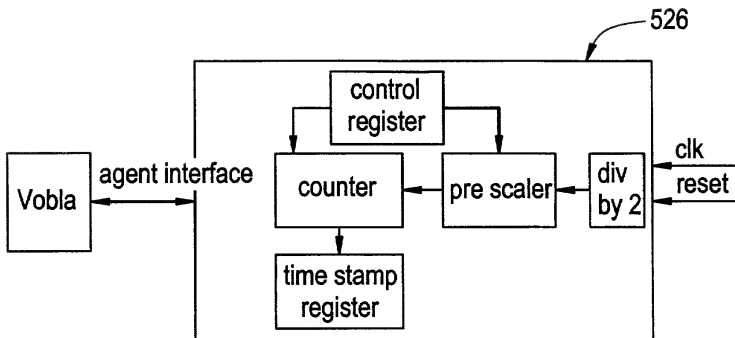 526
control
register
clk
reset
Vobla
agent interface
counter
pre scaler
div
by 2
time stamp
register